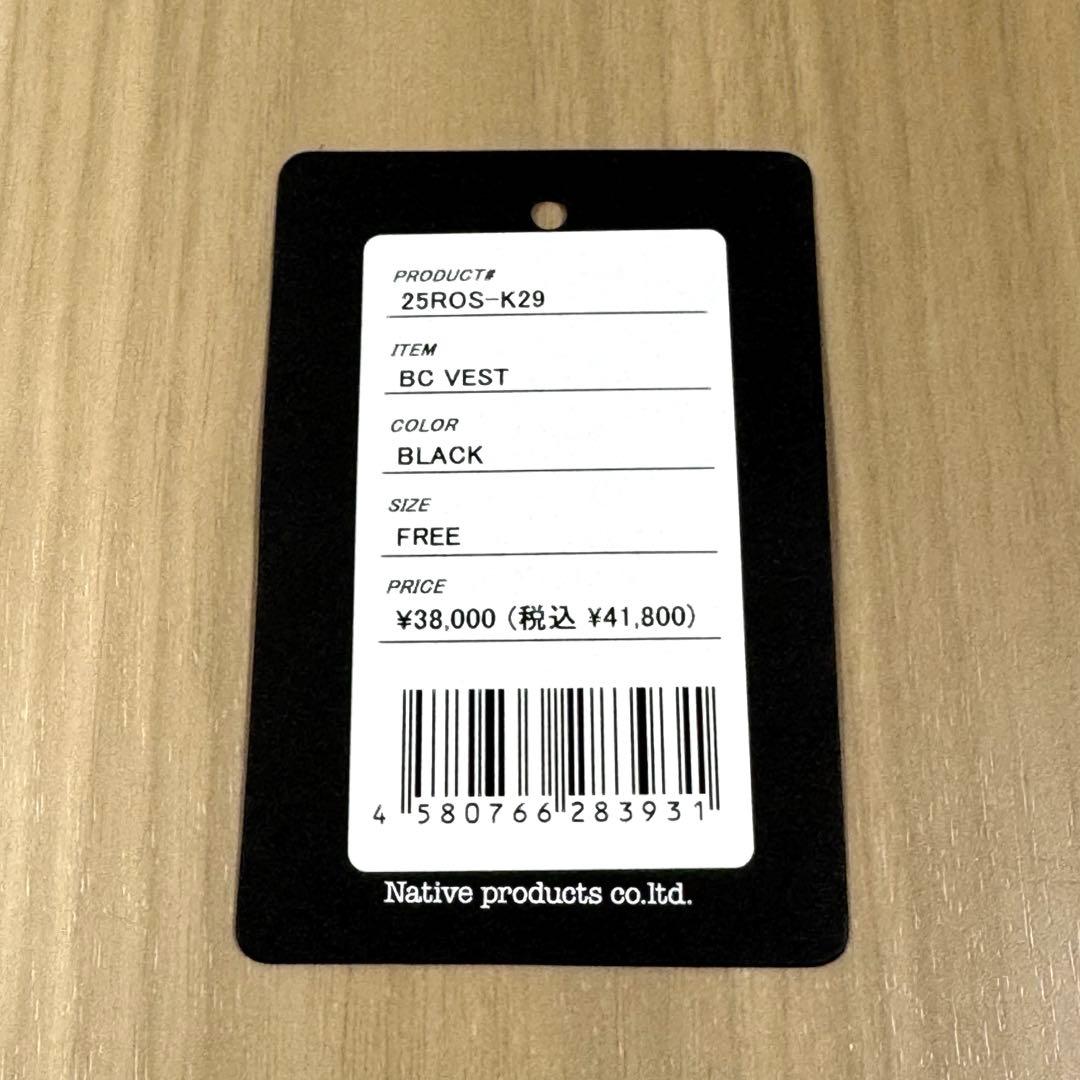 PRODUCT#
25ROS-K29
ITEM
BC VEST
COLOR
BLACK
SIZE
FREE
PRICE
¥38,000 (税込 ¥41,800)
4 580766 283931
Native products co.ltd.